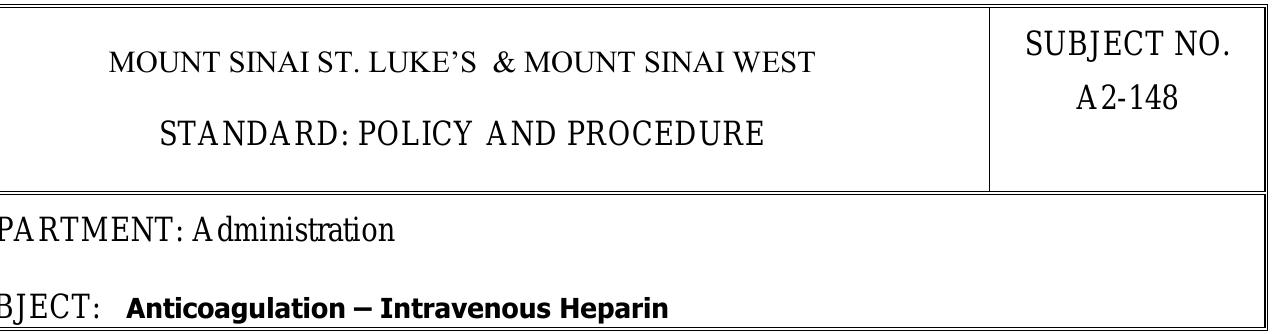 MOUNT SINAI ST. LUKE'S & MOUNT SINAI WEST
STANDARD: POLICY AND PROCEDURE
SUBJECT NO.
A2-148
PARTMENT: Administration
BJECT: Anticoagulation – Intravenous Heparin